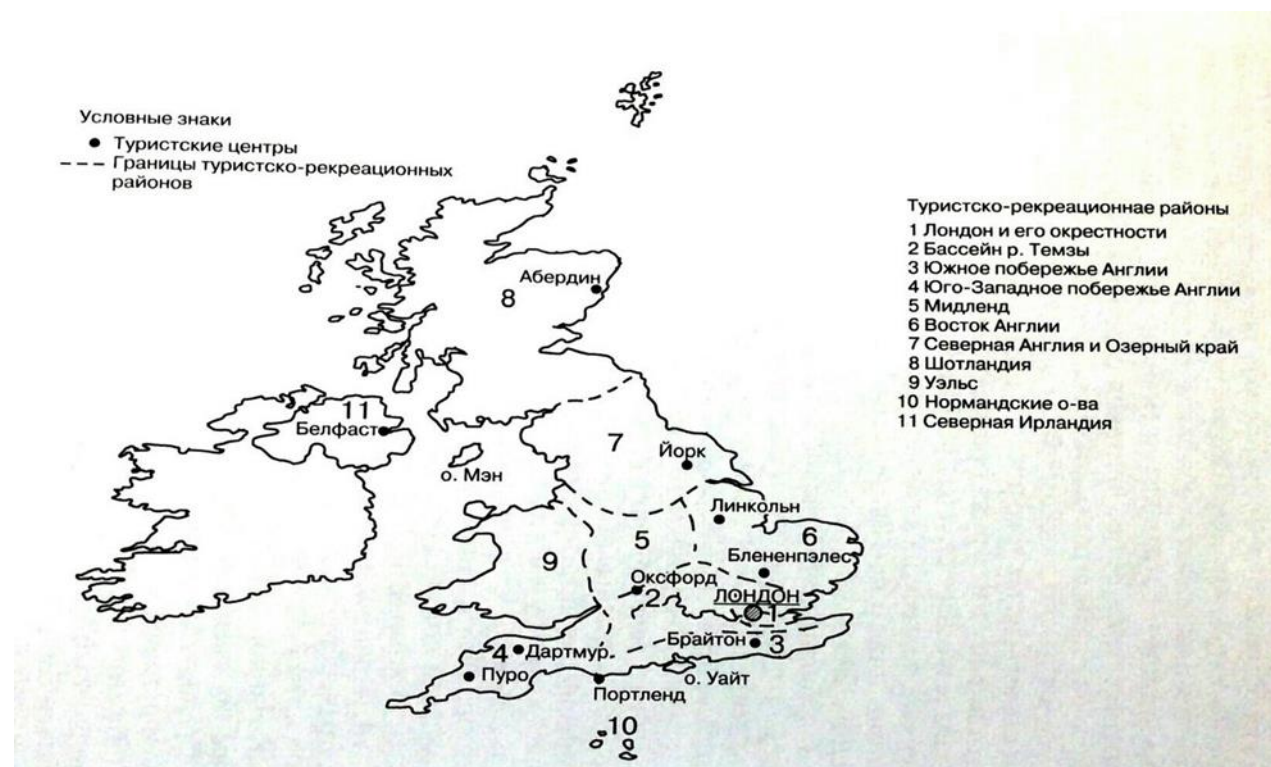 Условные знаки
Туристские центры
Границы туристско-рекреационных
районов
Туристско-рекреационнае районы
1 Лондон и его окрестности
2 Бассейн р. Темзы
3 Южное побережье Англии
4 Юго-Западное побережье Англии
5 Мидленд
6 Восток Англии
7 Северная Англия и Озерный край
8 Шотландия
9 Уэльс
10 Нормандские о-ва
11 Северная Ирландия
Абердин
8
11
Белфаст
7
Йорк
о. Мэн
Линкольн
5
6
9
Блененпэлес
Оксфорд
2
ЛОНДОН
1
Брайтон
3
4
Дартмур
Пуро
о. Уайт
Портленд
10